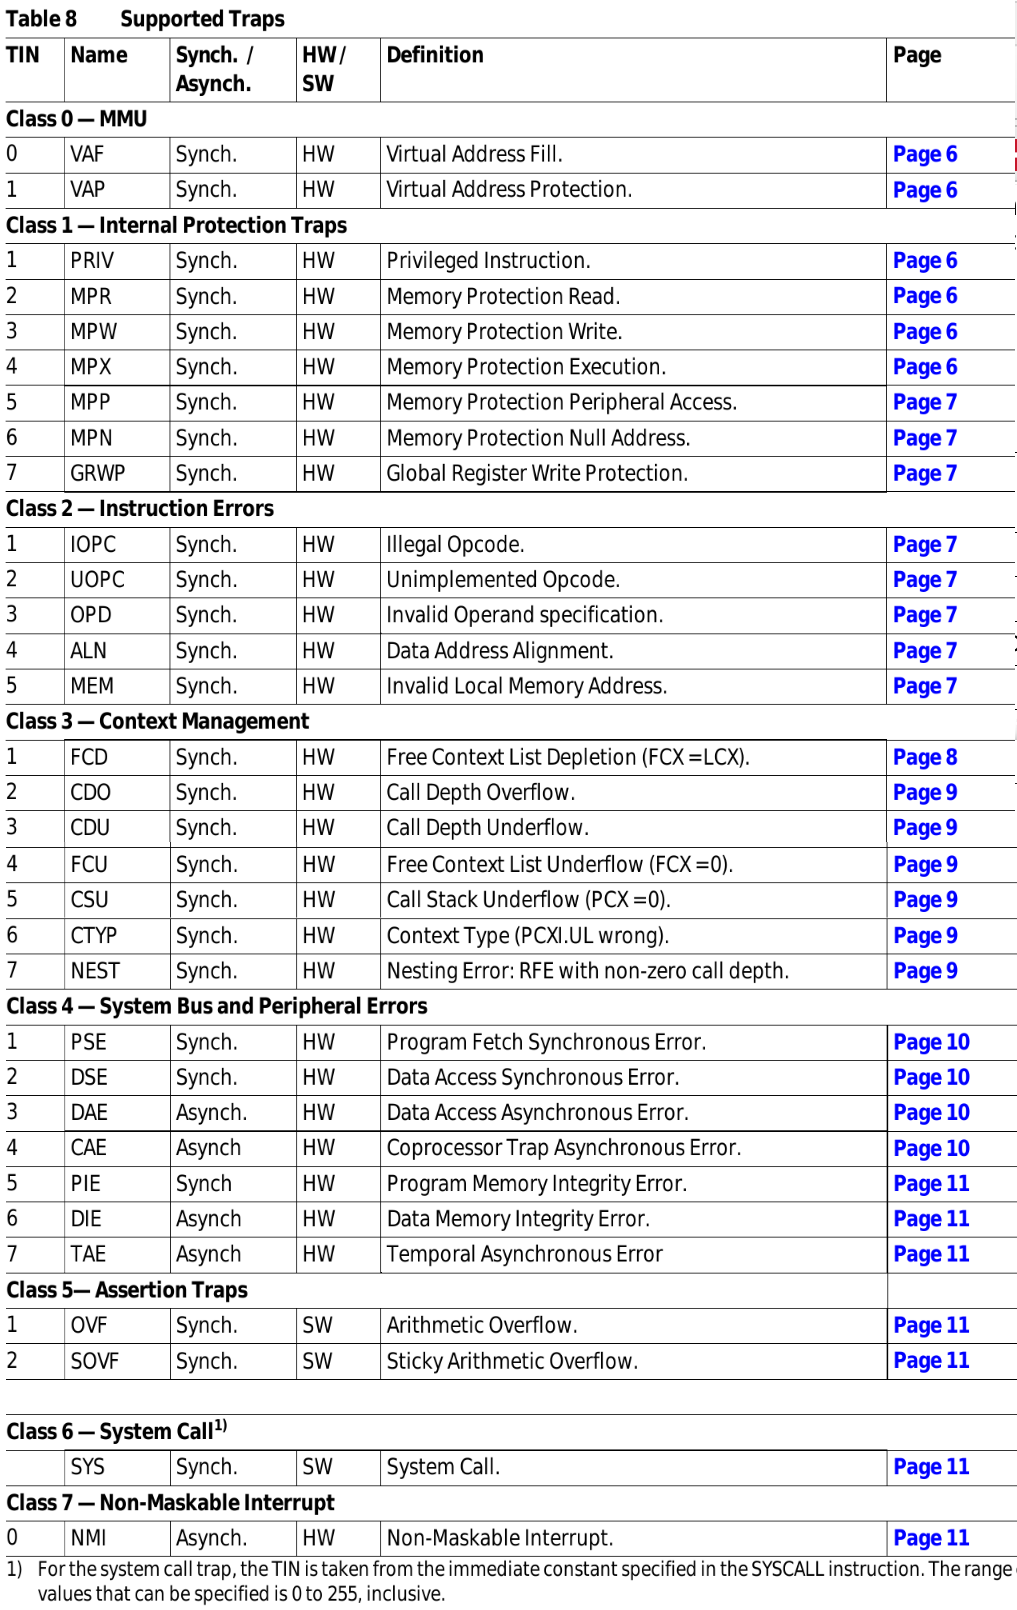 Table 8 Supported Traps
TIN Name Synch. / Asynch. HW / SW Definition Page
Class 0 — MMU
0 VAF Synch. HW Virtual Address Fill. Page 6
1 VAP Synch. HW Virtual Address Protection. Page 6
Class 1 — Internal Protection Traps
1 PRIV Synch. HW Privileged Instruction. Page 6
2 MPR Synch. HW Memory Protection Read. Page 6
3 MPW Synch. HW Memory Protection Write. Page 6
4 MPX Synch. HW Memory Protection Execution. Page 6
5 MPP Synch. HW Memory Protection Peripheral Access. Page 7
6 MPN Synch. HW Memory Protection Null Address. Page 7
7 GRWP Synch. HW Global Register Write Protection. Page 7
Class 2 — Instruction Errors
1 IOPC Synch. HW Illegal Opcode. Page 7
2 UOPC Synch. HW Unimplemented Opcode. Page 7
3 OPD Synch. HW Invalid Operand specification. Page 7
4 ALN Synch. HW Data Address Alignment. Page 7
5 MEM Synch. HW Invalid Local Memory Address. Page 7
Class 3 — Context Management
1 FCD Synch. HW Free Context List Depletion (FCX = LCX). Page 8
2 CDO Synch. HW Call Depth Overflow. Page 9
3 CDU Synch. HW Call Depth Underflow. Page 9
4 FCU Synch. HW Free Context List Underflow (FCX = 0). Page 9
5 CSU Synch. HW Call Stack Underflow (PCX = 0). Page 9
6 CTYP Synch. HW Context Type (PCXI.UL wrong). Page 9
7 NEST Synch. HW Nesting Error: RFE with non-zero call depth. Page 9
Class 4 — System Bus and Peripheral Errors
1 PSE Synch. HW Program Fetch Synchronous Error. Page 10
2 DSE Synch. HW Data Access Synchronous Error. Page 10
3 DAE Asynch. HW Data Access Asynchronous Error. Page 10
4 CAE Asynch HW Coprocessor Trap Asynchronous Error. Page 10
5 PIE Synch HW Program Memory Integrity Error. Page 11
6 DIE Asynch HW Data Memory Integrity Error. Page 11
7 TAE Asynch HW Temporal Asynchronous Error Page 11
Class 5— Assertion Traps
1 OVF Synch. SW Arithmetic Overflow. Page 11
2 SOVF Synch. SW Sticky Arithmetic Overflow. Page 11
Class 6 — System Call1)
SYS Synch. SW System Call. Page 11
Class 7 — Non-Maskable Interrupt
0 NMI Asynch. HW Non-Maskable Interrupt. Page 11
1) For the system call trap, the TIN is taken from the immediate constant specified in the SYSCALL instruction. The range
values that can be specified is 0 to 255, inclusive.